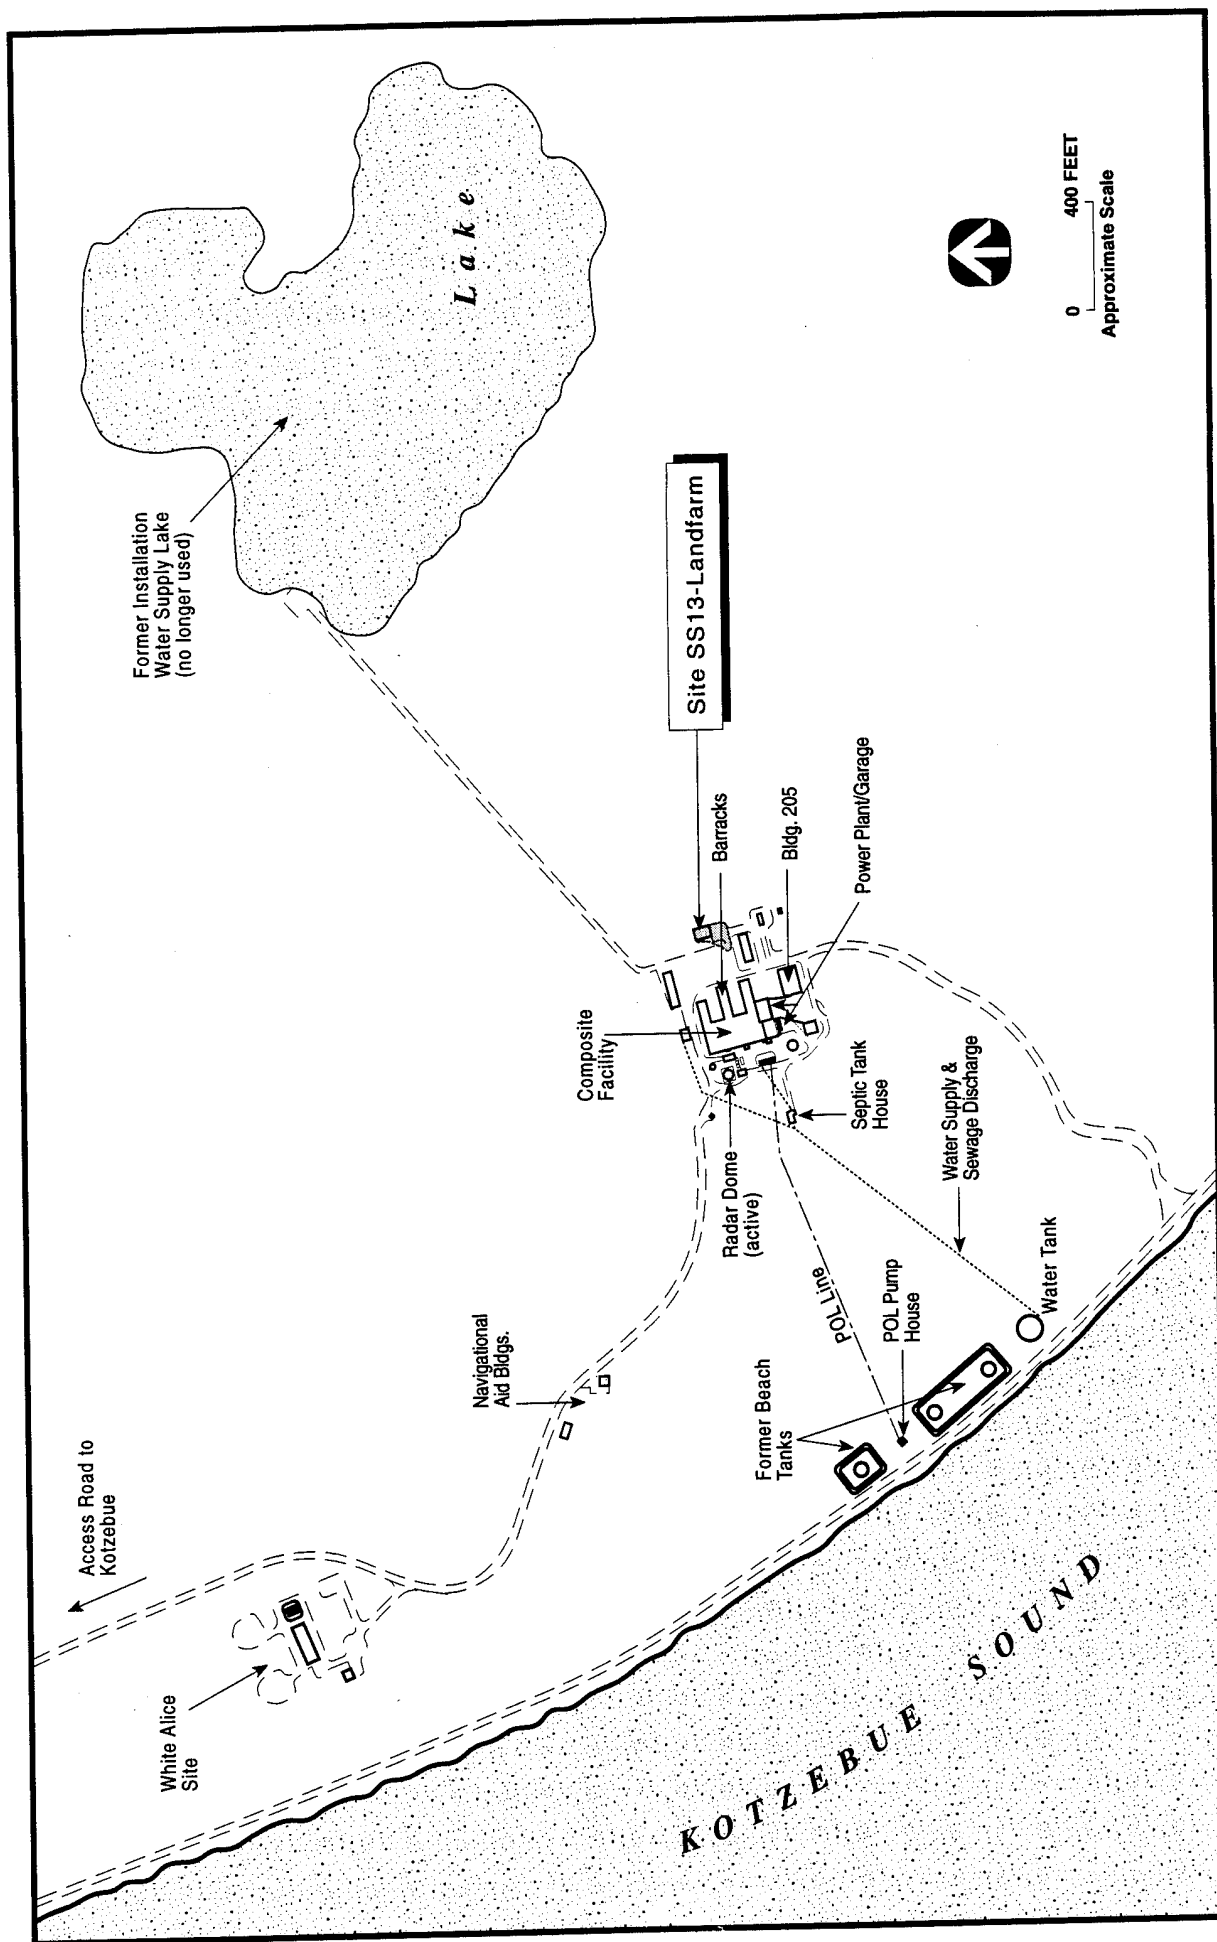 Access Road to
Kotzebue
White Alice
Site
Navigational
Aid Bldgs.
Former Installation
Water Supply Lake
(no longer used)
Lake
Composite
Facility
Site SS13-Landfarm
Barracks
Bldg. 205
Power Plant/Garage
Radar Dome
(active)
Septic Tank
House
Water Supply &
Sewage Discharge
POL Line
POL Pump
House
Former Beach
Tanks
Water Tank
KOTZEBUE SOUND
0 400 FEET
Approximate Scale